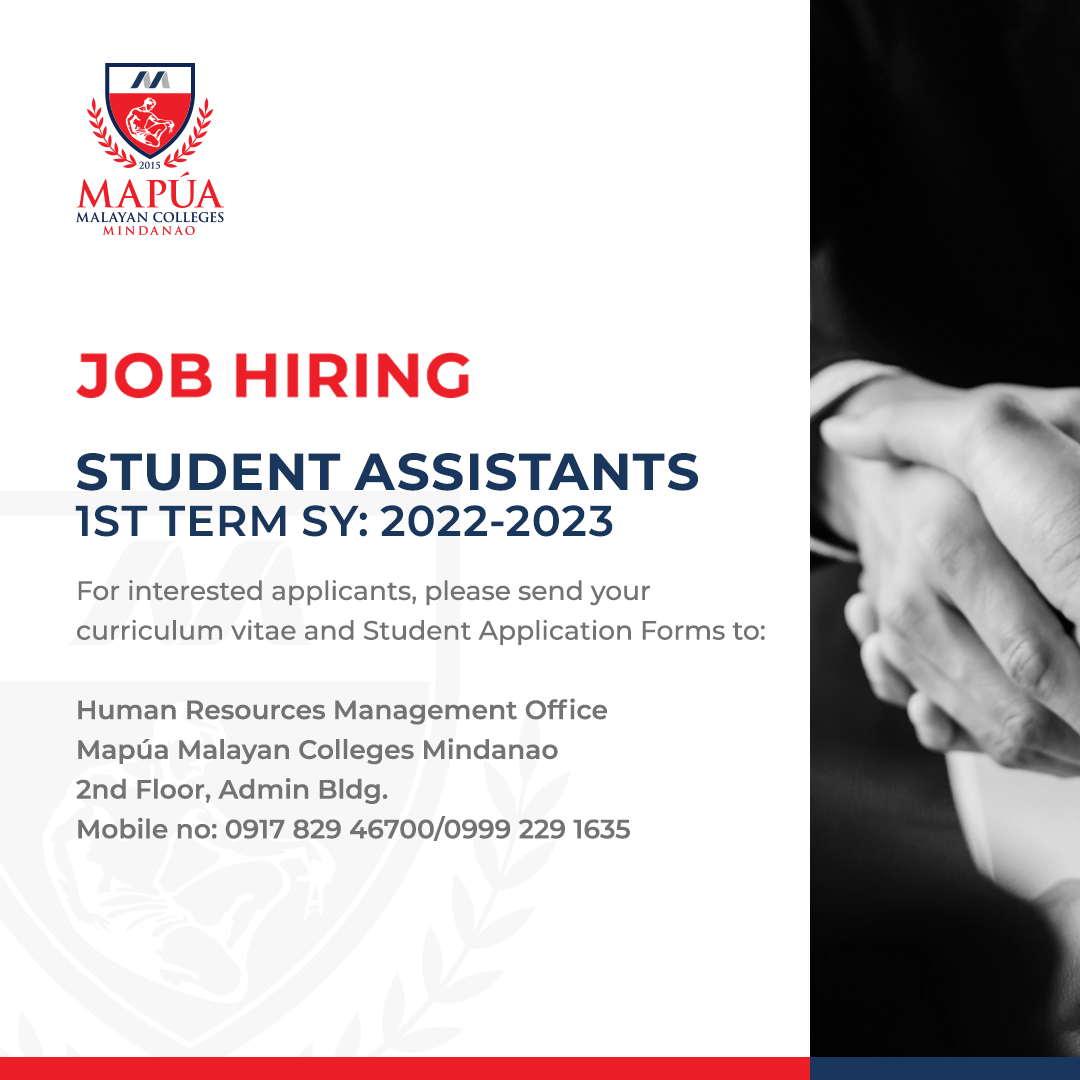 2015
MAPÚA
MALAYAN COLLEGES
MINDANAO
JOB HIRING
STUDENT ASSISTANTS
1ST TERM SY: 2022-2023
For interested applicants, please send your
curriculum vitae and Student Application Forms to:
Human Resources Management Office
Mapúa Malayan Colleges Mindanao
2nd Floor, Admin Bldg.
Mobile no: 0917 829 46700/0999 229 1635